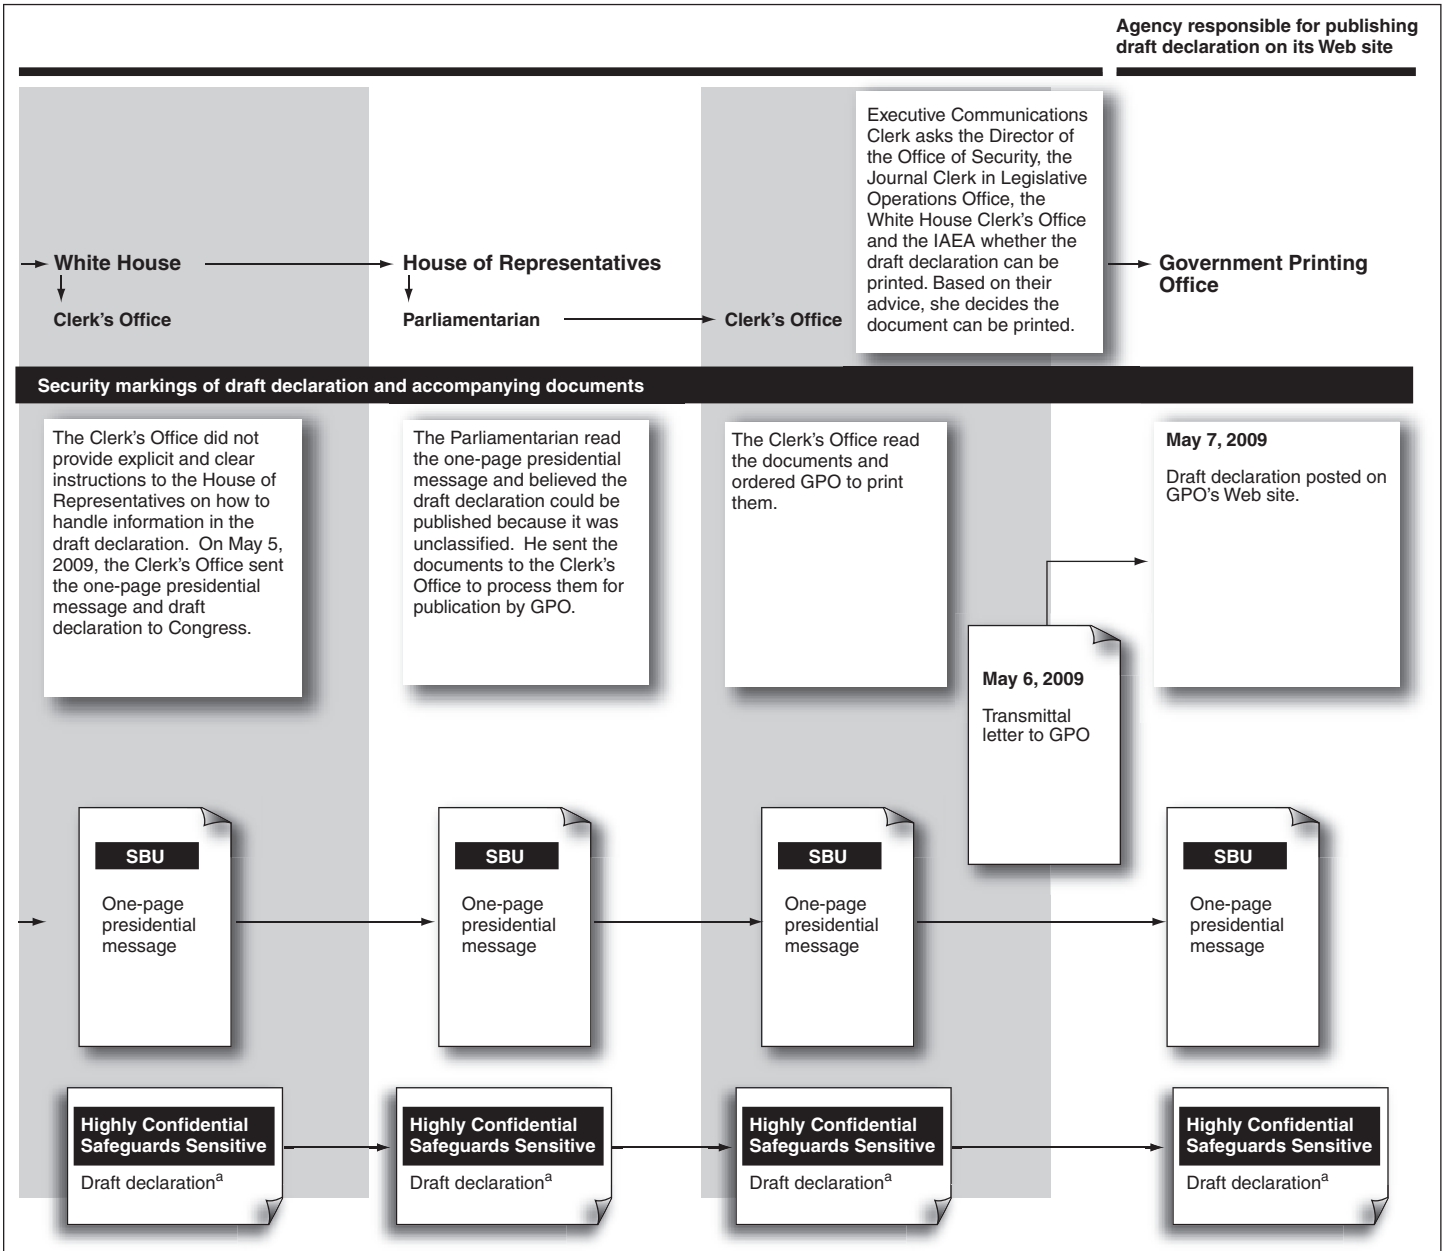 Agency responsible for publishing
draft declaration on its Web site
Executive Communications
Clerk asks the Director of
the Office of Security, the
Journal Clerk in Legislative
Operations Office, the
White House Clerk's Office
and the IAEA whether the
draft declaration can be
printed. Based on their
advice, she decides the
document can be printed.
White House
Clerk's Office
House of Representatives
Parliamentarian
Clerk's Office
Government Printing
Office
Security markings of draft declaration and accompanying documents
The Clerk's Office did not
provide explicit and clear
instructions to the House of
Representatives on how to
handle information in the
draft declaration.  On May 5,
2009, the Clerk's Office sent
the one-page presidential
message and draft
declaration to Congress.
The Parliamentarian read
the one-page presidential
message and believed the
draft declaration could be
published because it was
unclassified.  He sent the
documents to the Clerk's
Office to process them for
publication by GPO.
The Clerk's Office read
the documents and
ordered GPO to print
them.
May 6, 2009
Transmittal
letter to GPO
May 7, 2009
Draft declaration posted on
GPO's Web site.
SBU
One-page
presidential
message
SBU
One-page
presidential
message
SBU
One-page
presidential
message
SBU
One-page
presidential
message
Highly Confidential
Safeguards Sensitive
Draft declarationa
Highly Confidential
Safeguards Sensitive
Draft declarationa
Highly Confidential
Safeguards Sensitive
Draft declarationa
Highly Confidential
Safeguards Sensitive
Draft declarationa